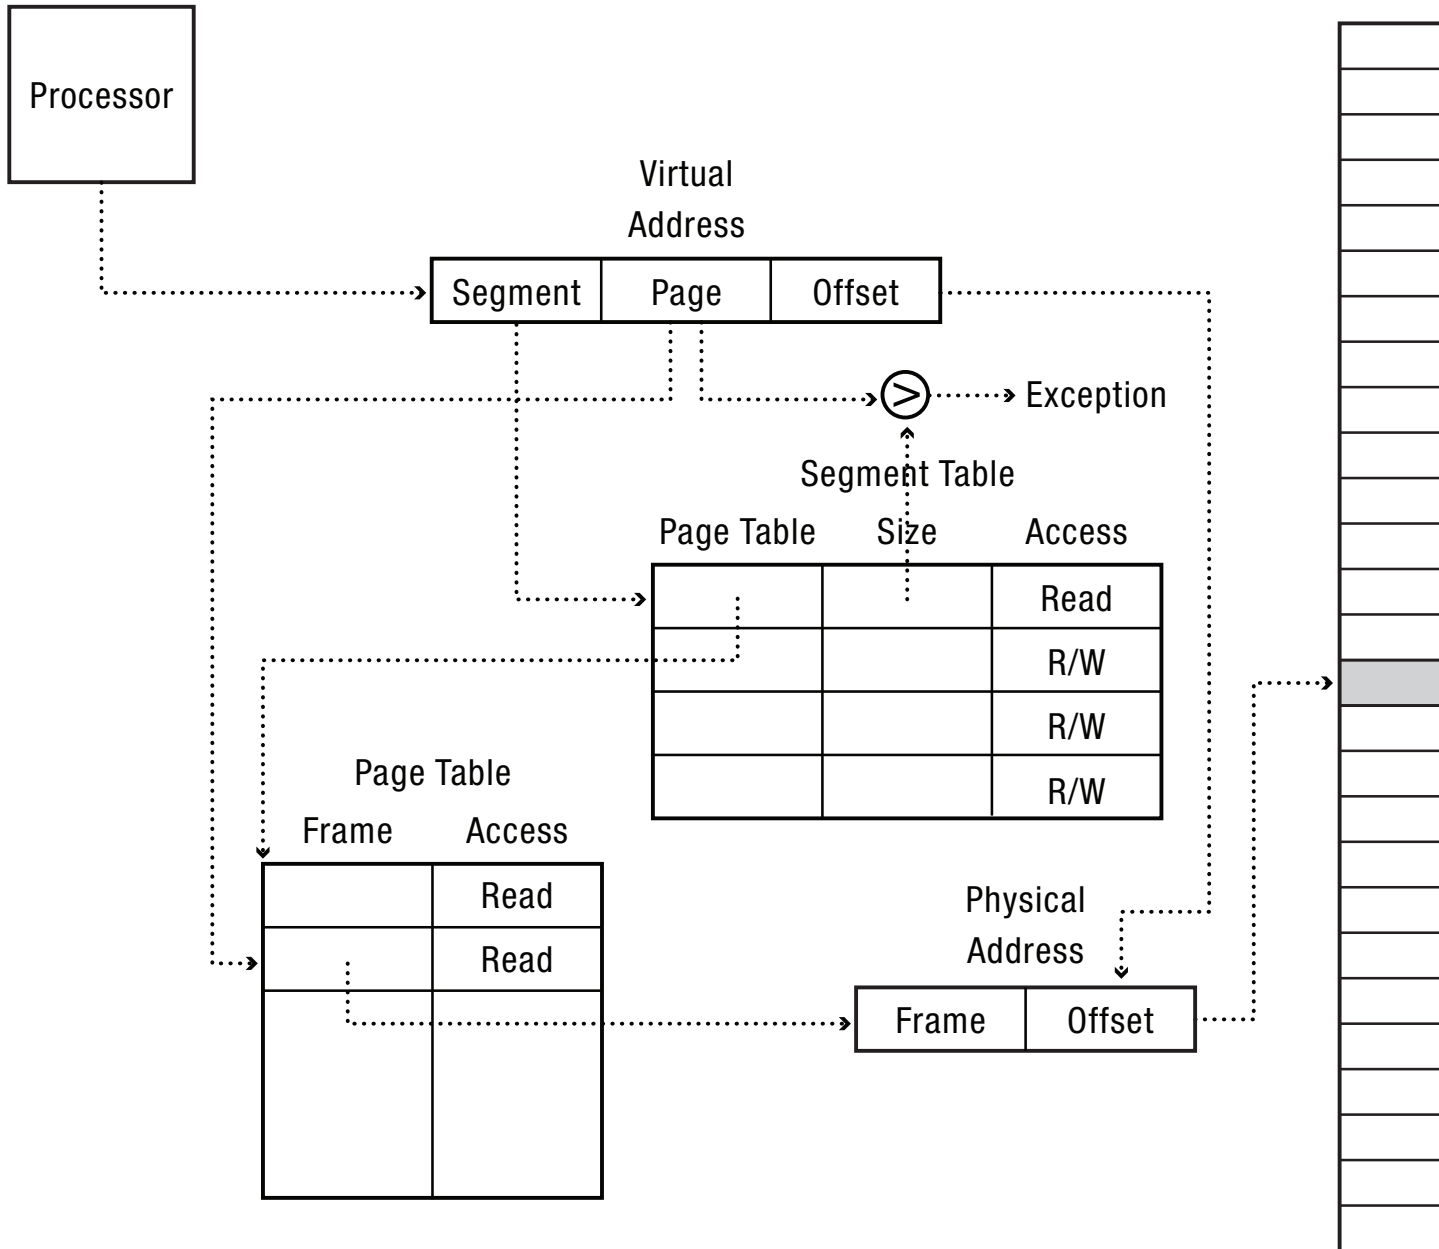 Processor
Virtual
Address
Segment Page Offset
> Exception
Segment Table
Page Table Size Access
Read
R/W
R/W
R/W
Page Table
Frame Access
Read
Read
Physical
Address
Frame Offset